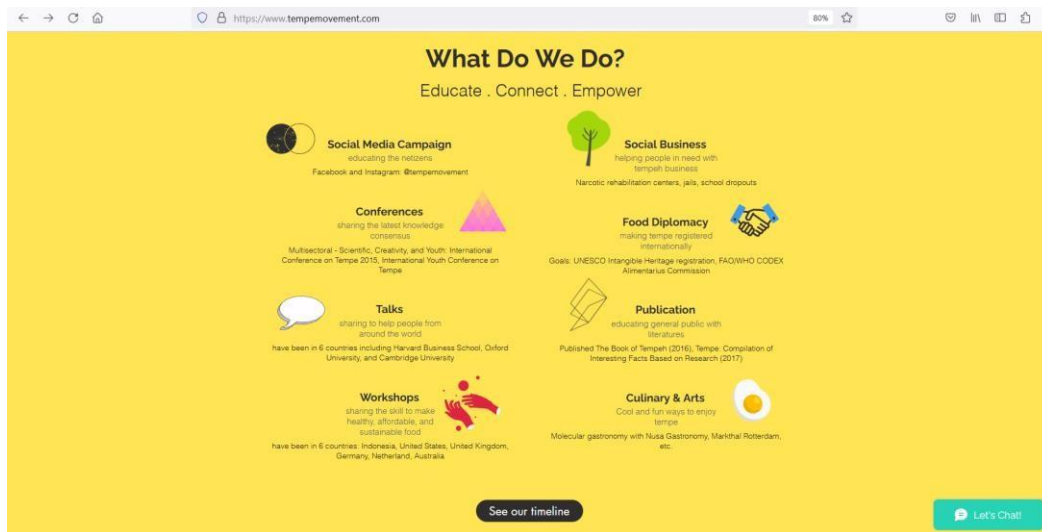 https://www.tempemovement.com
80%
What Do We Do?
Educate . Connect . Empower
Social Media Campaign
educating the netizens
Facebook and Instagram: @tempemovement
Social Business
helping people in need with
tempeh business
Narcotic rehabilitation centers, jails, school dropouts
Conferences
sharing the latest knowledge
consensus
Multisectoral - Scientific, Creativity, and Youth: International
Conference on Tempe 2015, International Youth Conference on
Tempe
Food Diplomacy
making tempe registered
internationally
Goals: UNESCO Intangible Heritage registration, FAO/WHO CODEX
Alimentarius Commission
Talks
sharing to help people from
around the world
have been in 6 countries including Harvard Business School, Oxford
University, and Cambridge University
Publication
educating general public with
literatures
Published The Book of Tempeh (2016), Tempe: Compilation of
Interesting Facts Based on Research (2017)
Workshops
sharing the skill to make
healthy, affordable, and
sustainable food
have been in 6 countries: Indonesia, United States, United Kingdom,
Germany, Netherland, Australia
Culinary & Arts
Cool and fun ways to enjoy
tempe
Molecular gastronomy with Nusa Gastronomy, Markthal Rotterdam,
etc.
See our timeline
Let's Chat!